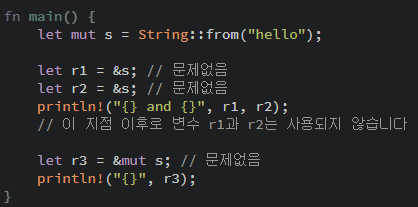 fn main() {
    let mut s = String::from("hello");

    let r1 = &s; // 문제없음
    let r2 = &s; // 문제없음
    println!("{} and {}", r1, r2);
    // 이 지점 이후로 변수 r1과 r2는 사용되지 않습니다

    let r3 = &mut s; // 문제없음
    println!("{}", r3);
}